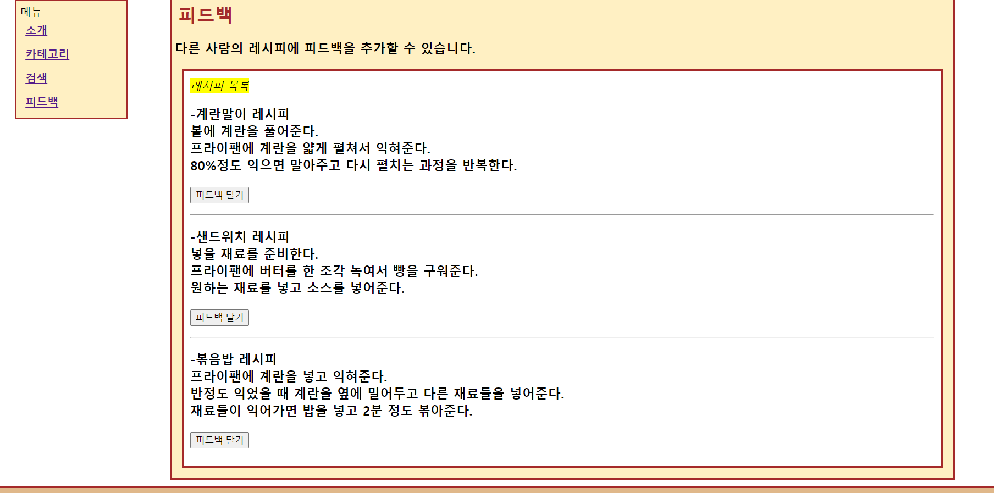 메뉴
소개
카테고리
검색
피드백
피드백
다른 사람의 레시피에 피드백을 추가할 수 있습니다.
레시피 목록
-계란말이 레시피
볼에 계란을 풀어준다.
프라이팬에 계란을 얇게 펼쳐서 익혀준다.
80%정도 익으면 말아주고 다시 펼치는 과정을 반복한다.
피드백 달기
-샌드위치 레시피
넣을 재료를 준비한다.
프라이팬에 버터를 한 조각 녹여서 빵을 구워준다.
원하는 재료를 넣고 소스를 넣어준다.
피드백 달기
-볶음밥 레시피
프라이팬에 계란을 넣고 익혀준다.
반정도 익었을 때 계란을 옆에 밀어두고 다른 재료들을 넣어준다.
재료들이 익어가면 밥을 넣고 2분 정도 볶아준다.
피드백 달기